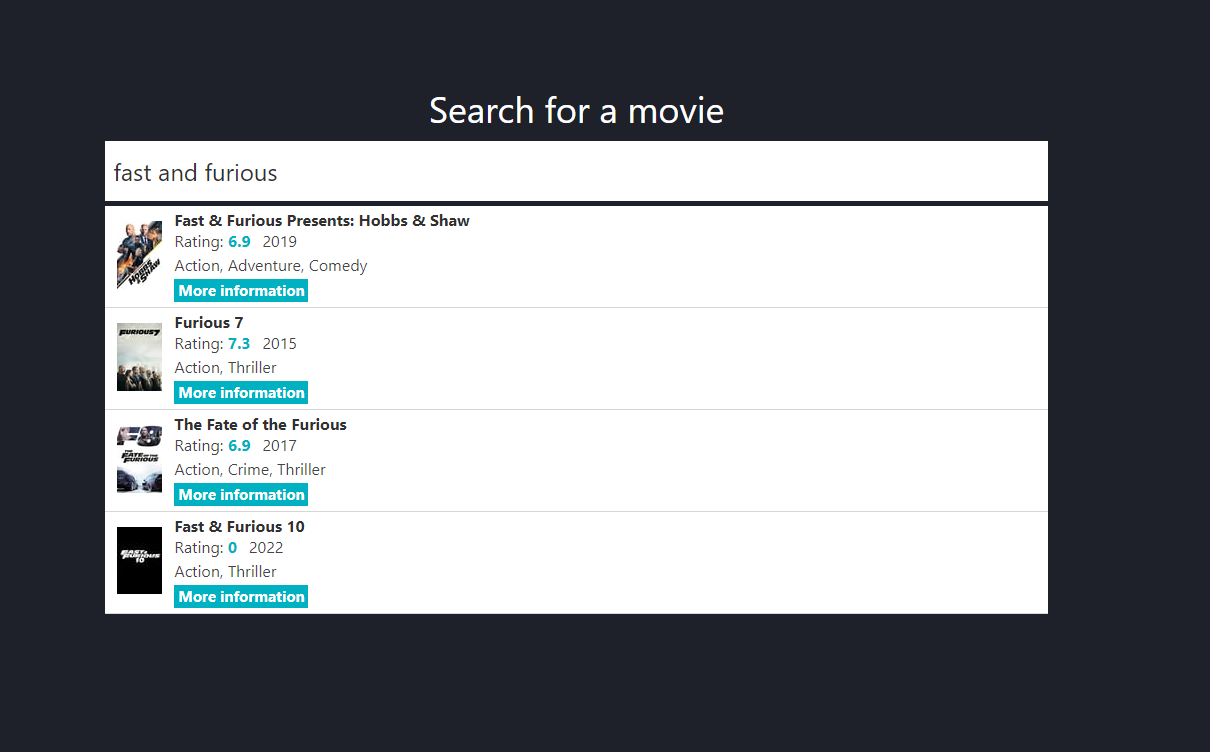 Search for a movie
fast and furious
Fast & Furious Presents: Hobbs & Shaw
Rating: 6.9 2019
Action, Adventure, Comedy
More information
HOBBS
& SHAW
Furious 7
Rating: 7.3 2015
Action, Thriller
More information
FURIOUS 7
The Fate of the Furious
Rating: 6.9 2017
Action, Crime, Thriller
More information
F8
THE
FATE OF THE
FURIOUS
Fast & Furious 10
Rating: 0 2022
Action, Thriller
More information
FAST &
FURIOUS
10